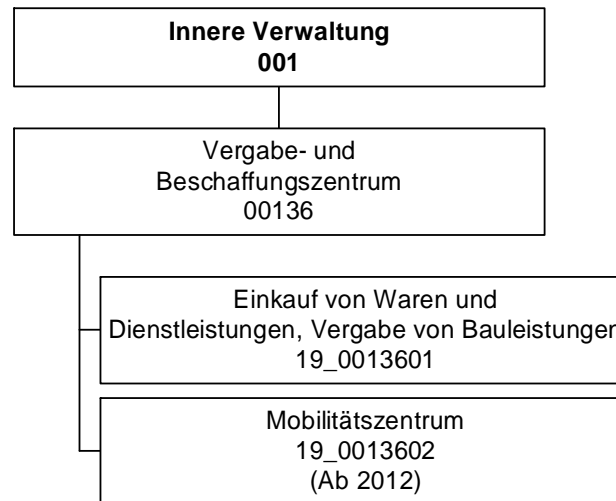 Innere Verwaltung
001
Vergabe- und
Beschaffungszentrum
00136
Einkauf von Waren und
Dienstleistungen, Vergabe von Bauleistungen
19_0013601
Mobilitätszentrum
19_0013602
(Ab 2012)